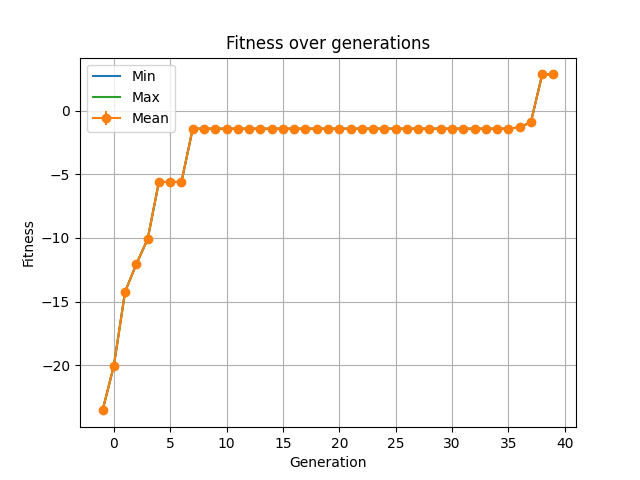 Fitness over generations
Min
Max
Mean
0
−5
−10
−15
−20
Fitness
0 5 10 15 20 25 30 35 40
Generation